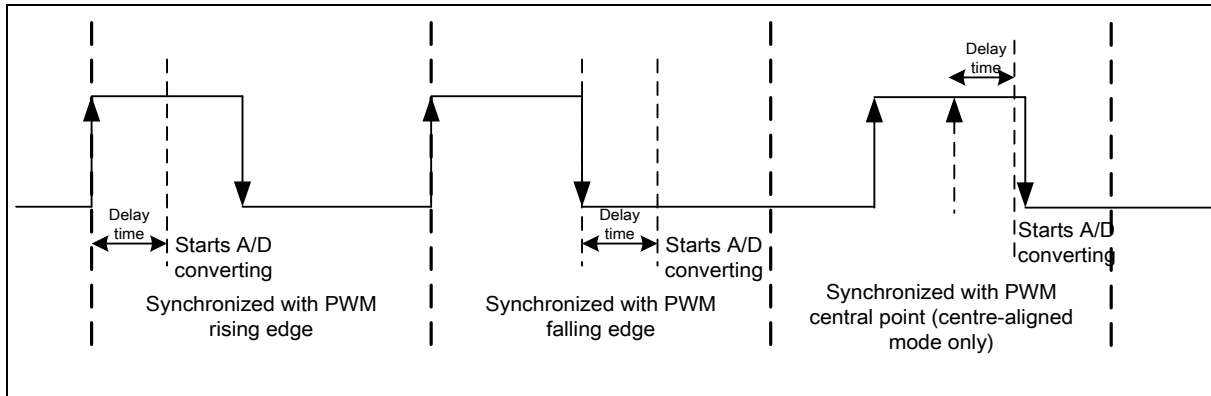 Delay
time
Starts A/D
converting
Synchronized with PWM
rising edge
Delay
time
Starts A/D
converting
Synchronized with PWM
falling edge
Delay
time
Starts A/D
converting
Synchronized with PWM
central point (centre-aligned
mode only)